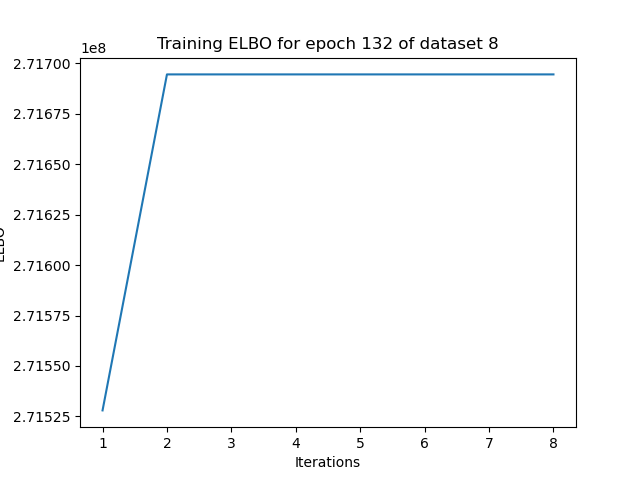 Training ELBO for epoch 132 of dataset 8
1e8
2.71700
2.71675
2.71650
2.71625
2.71600
2.71575
2.71550
2.71525
ELBO
1 2 3 4 5 6 7 8
Iterations